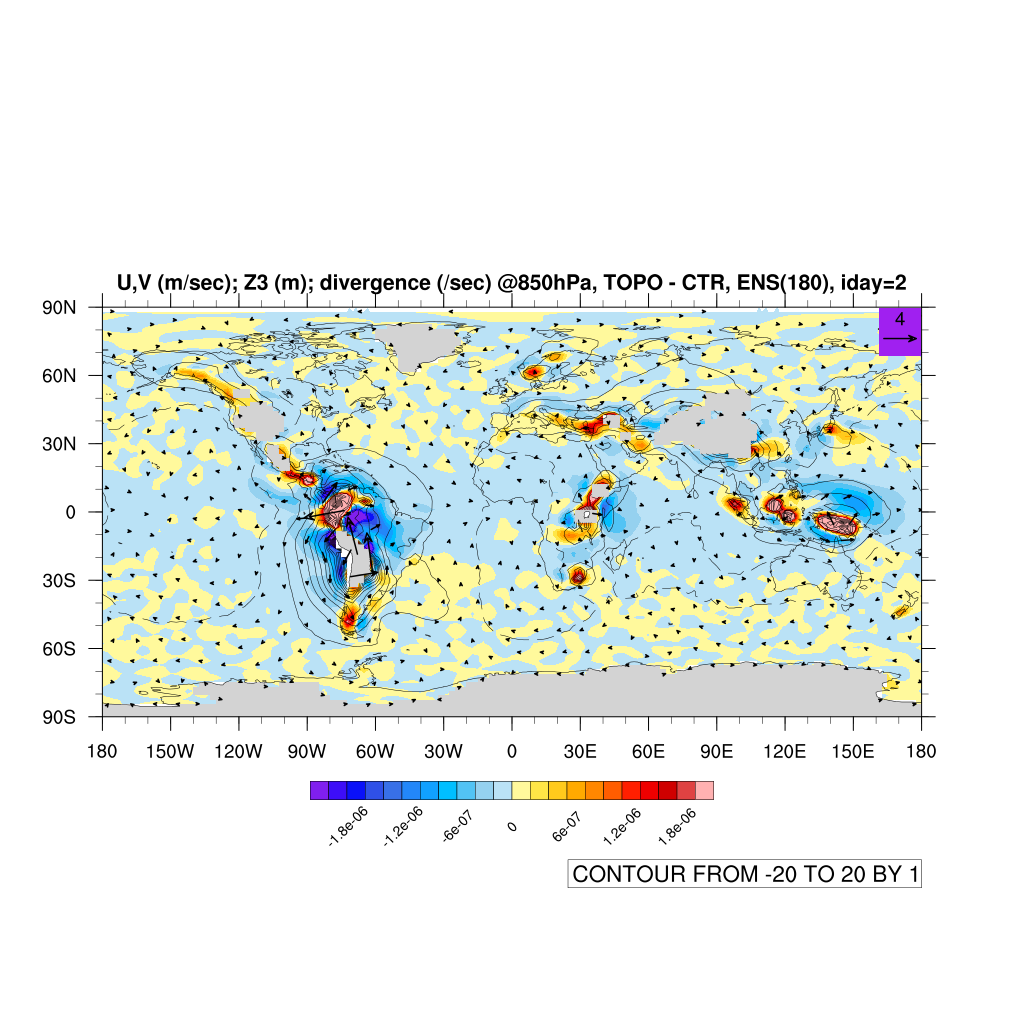 U,V (m/sec); Z3 (m); divergence (/sec) @850hPa, TOPO - CTR, ENS(180), iday=2
4
90N
60N
30N
0
30S
60S
90S
180 150W 120W 90W 60W 30W 0 30E 60E 90E 120E 150E 180
-1.8e-06 -1.2e-06 -6e-07 0 6e-07 1.2e-06 1.8e-06
CONTOUR FROM -20 TO 20 BY 1